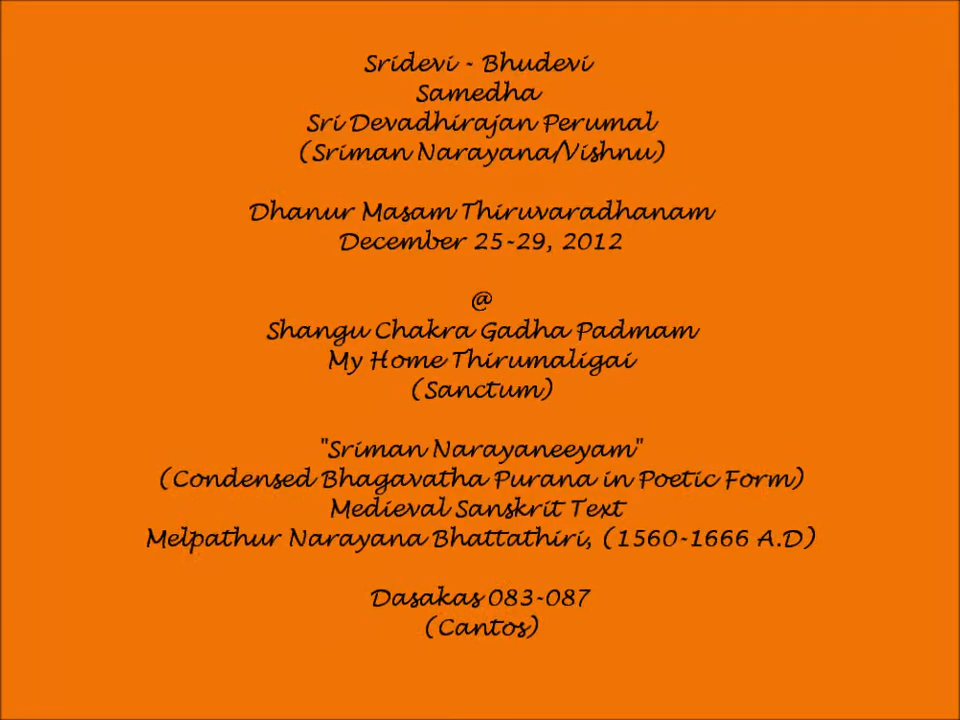 Sridevi - Bhudevi
Samedha
Sri Devadhirajan Perumal
(Sriman Narayana/Vishnu)
Dhanur Masam Thiruvaradhanam
December 25-29, 2012
@
Shangu Chakra Gadha Padmam
My Home Thirumaligai
(Sanctum)
"Sriman Narayaneeyam"
(Condensed Bhagavatha Purana in Poetic Form)
Medieval Sanskrit Text
Melpathur Narayana Bhattathiri, (1560-1666 A.D)
Dasakas 083-087
(Cantos)